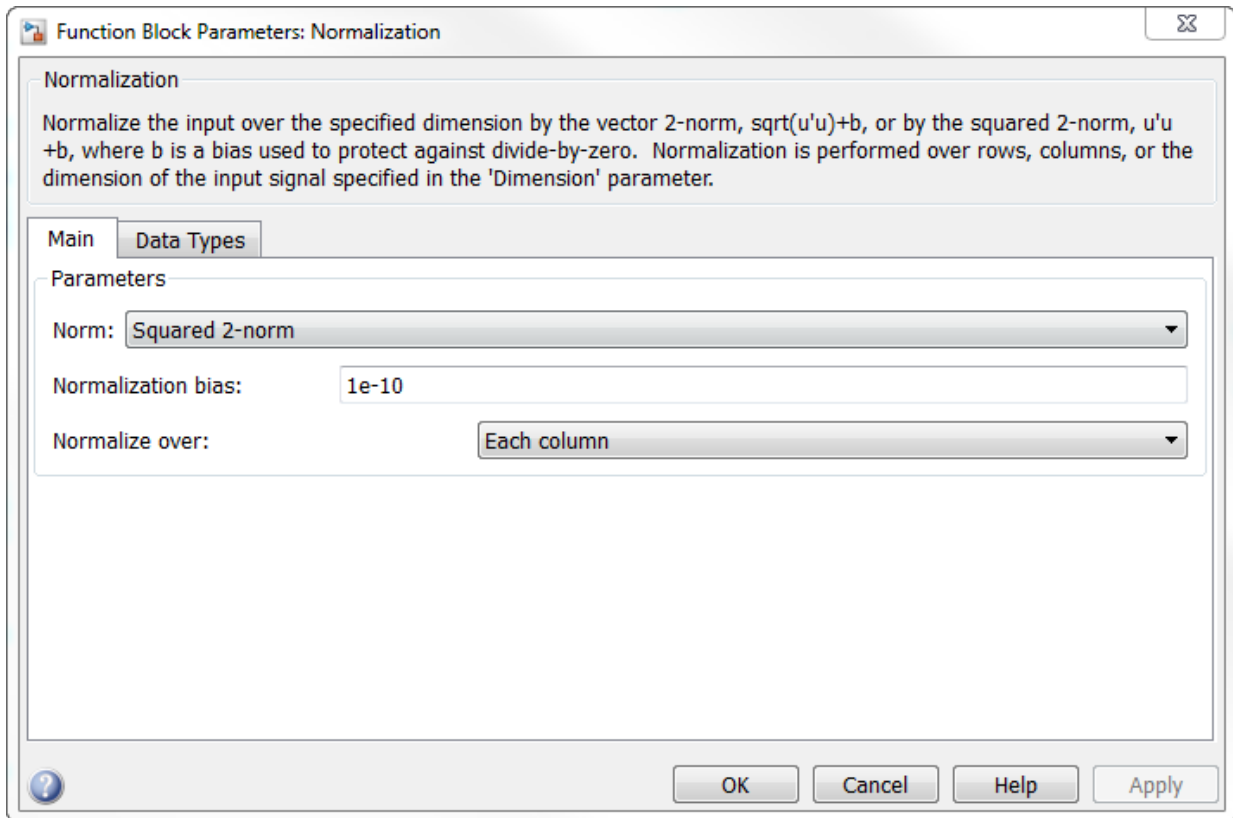 Function Block Parameters: Normalization
Normalization
Normalize the input over the specified dimension by the vector 2-norm, sqrt(u'u)+b, or by the squared 2-norm, u'u
+b, where b is a bias used to protect against divide-by-zero.  Normalization is performed over rows, columns, or the
dimension of the input signal specified in the 'Dimension' parameter.
Main Data Types
Parameters
Norm: Squared 2-norm
Normalization bias: 1e-10
Normalize over: Each column
? OK Cancel Help Apply